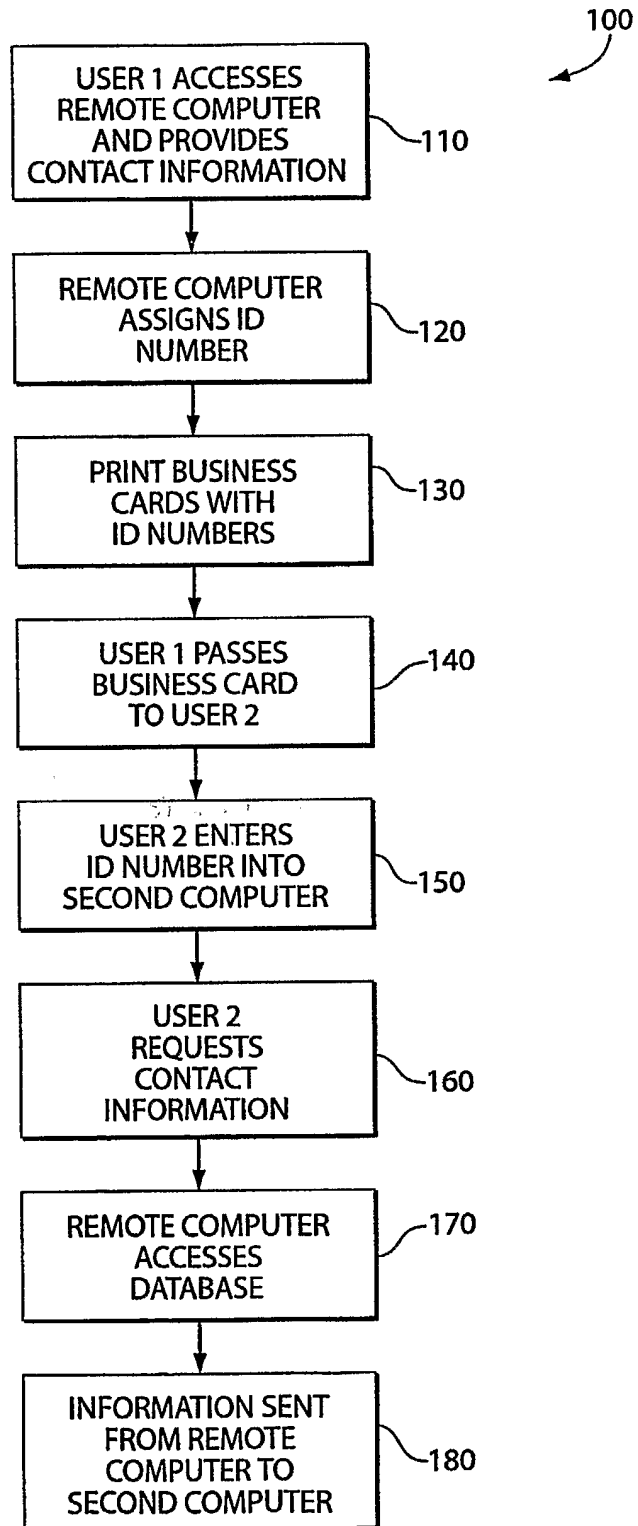 100
USER 1 ACCESSES
REMOTE COMPUTER
AND PROVIDES
CONTACT INFORMATION
110
REMOTE COMPUTER
ASSIGNS ID
NUMBER
120
PRINT BUSINESS
CARDS WITH
ID NUMBERS
130
USER 1 PASSES
BUSINESS CARD
TO USER 2
140
USER 2 ENTERS
ID NUMBER INTO
SECOND COMPUTER
150
USER 2
REQUESTS
CONTACT
INFORMATION
160
REMOTE COMPUTER
ACCESSES
DATABASE
170
INFORMATION SENT
FROM REMOTE
COMPUTER TO
SECOND COMPUTER
180